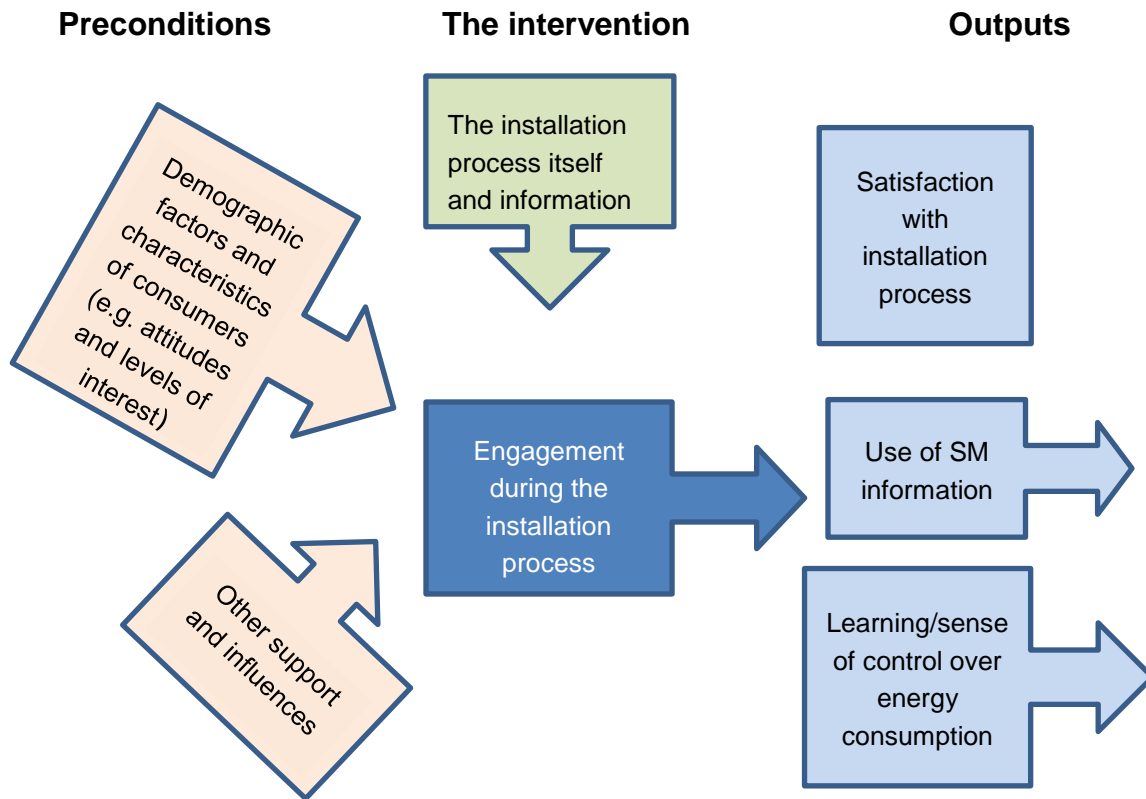 Preconditions
The intervention
Outputs
Demographic
factors and
characteristics
of consumers
(e.g. attitudes
and levels of
interest)
Other support
and influences
The installation
process itself
and information
Engagement
during the
installation
process
Satisfaction
with
installation
process
Use of SM
information
Learning/sense
of control over
energy
consumption